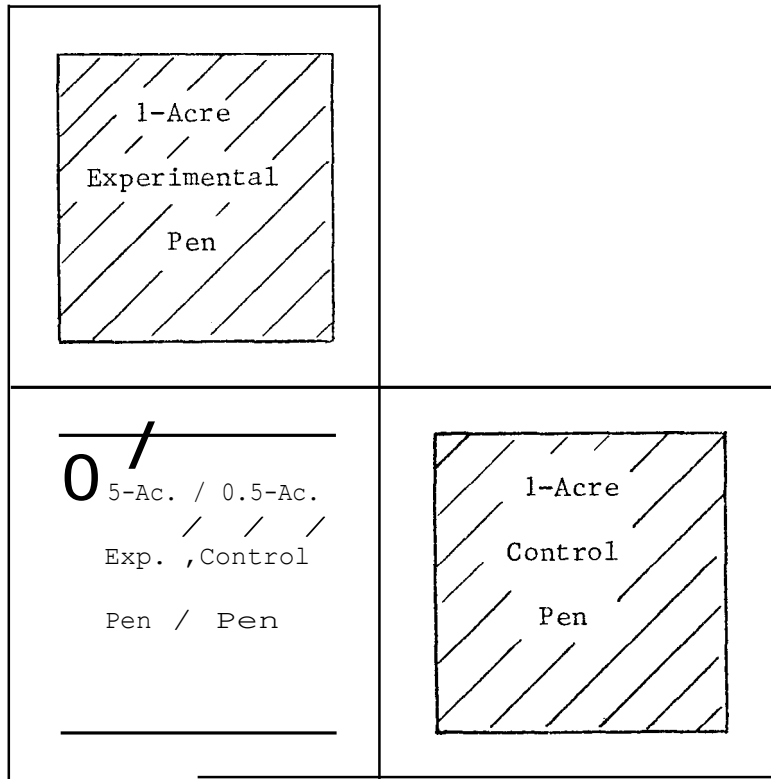 1-Acre
Experimental
Pen
0 / 5-Ac. / 0.5-Ac.
/ / /
Exp. ,Control
Pen / Pen
1-Acre
Control
Pen